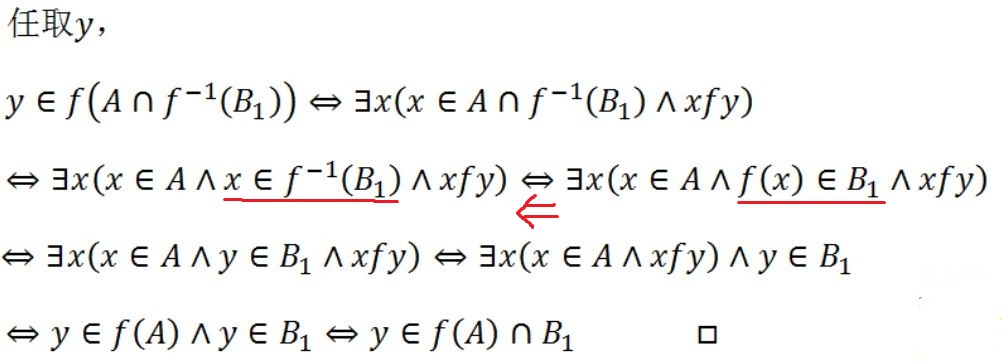 任取y，
y ∈ f(A ∩ f⁻¹(B₁)) ⇔ ∃x(x ∈ A ∩ f⁻¹(B₁) ∧ xfy)
⇔ ∃x(x ∈ A ∧ x ∈ f⁻¹(B₁) ∧ xfy) ⇔ ∃x(x ∈ A ∧ f(x) ∈ B₁ ∧ xfy)
⇐
⇔ ∃x(x ∈ A ∧ y ∈ B₁ ∧ xfy) ⇔ ∃x(x ∈ A ∧ xfy) ∧ y ∈ B₁
⇔ y ∈ f(A) ∧ y ∈ B₁ ⇔ y ∈ f(A) ∩ B₁ □